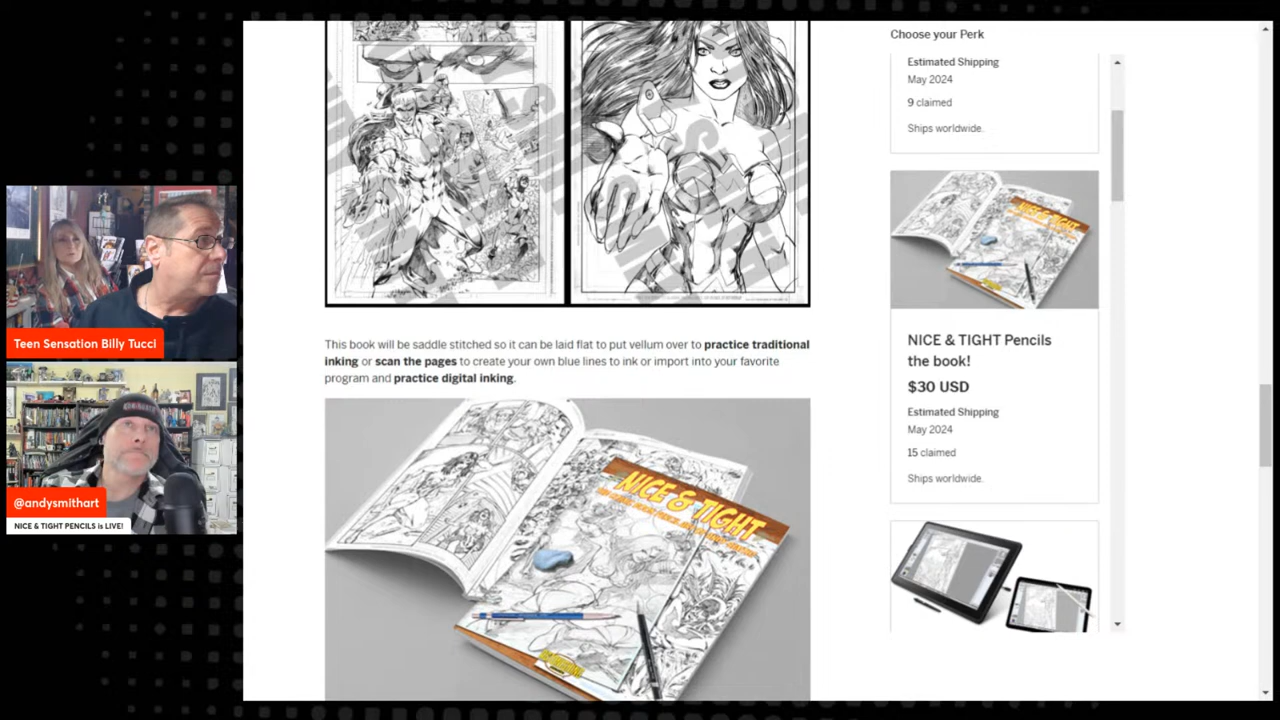 Choose your Perk
Estimated Shipping
May 2024
9 claimed
Ships worldwide.
NICE & TIGHT
NICE & TIGHT Pencils
the book!
$30 USD
Estimated Shipping
May 2024
15 claimed
Ships worldwide.
This book will be saddle stitched so it can be laid flat to put vellum over to practice traditional
inking or scan the pages to create your own blue lines to ink or import into your favorite
program and practice digital inking.
NICE & TIGHT
Teen Sensation Billy Tucci
@andysmithart
NICE & TIGHT PENCILS is LIVE!